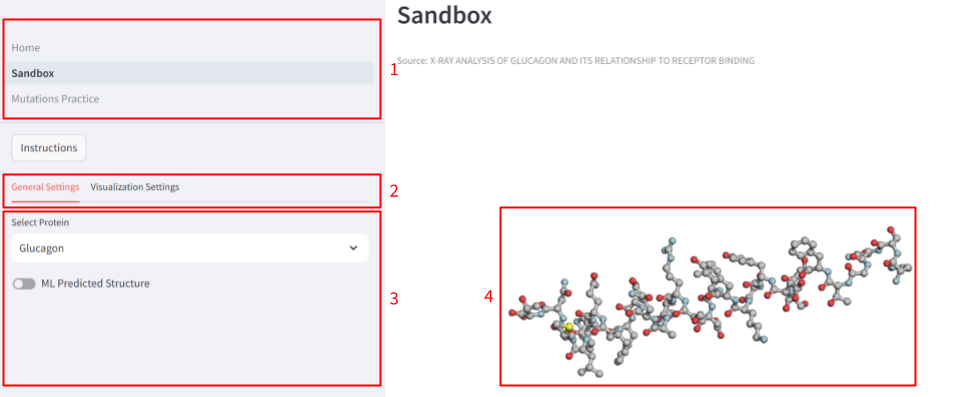 Sandbox
Source: X-RAY ANALYSIS OF GLUCAGON AND ITS RELATIONSHIP TO RECEPTOR BINDING
Home
Sandbox
Mutations Practice
1
Instructions
General Settings Visualization Settings
2
Select Protein
Glucagon
ML Predicted Structure
3
4